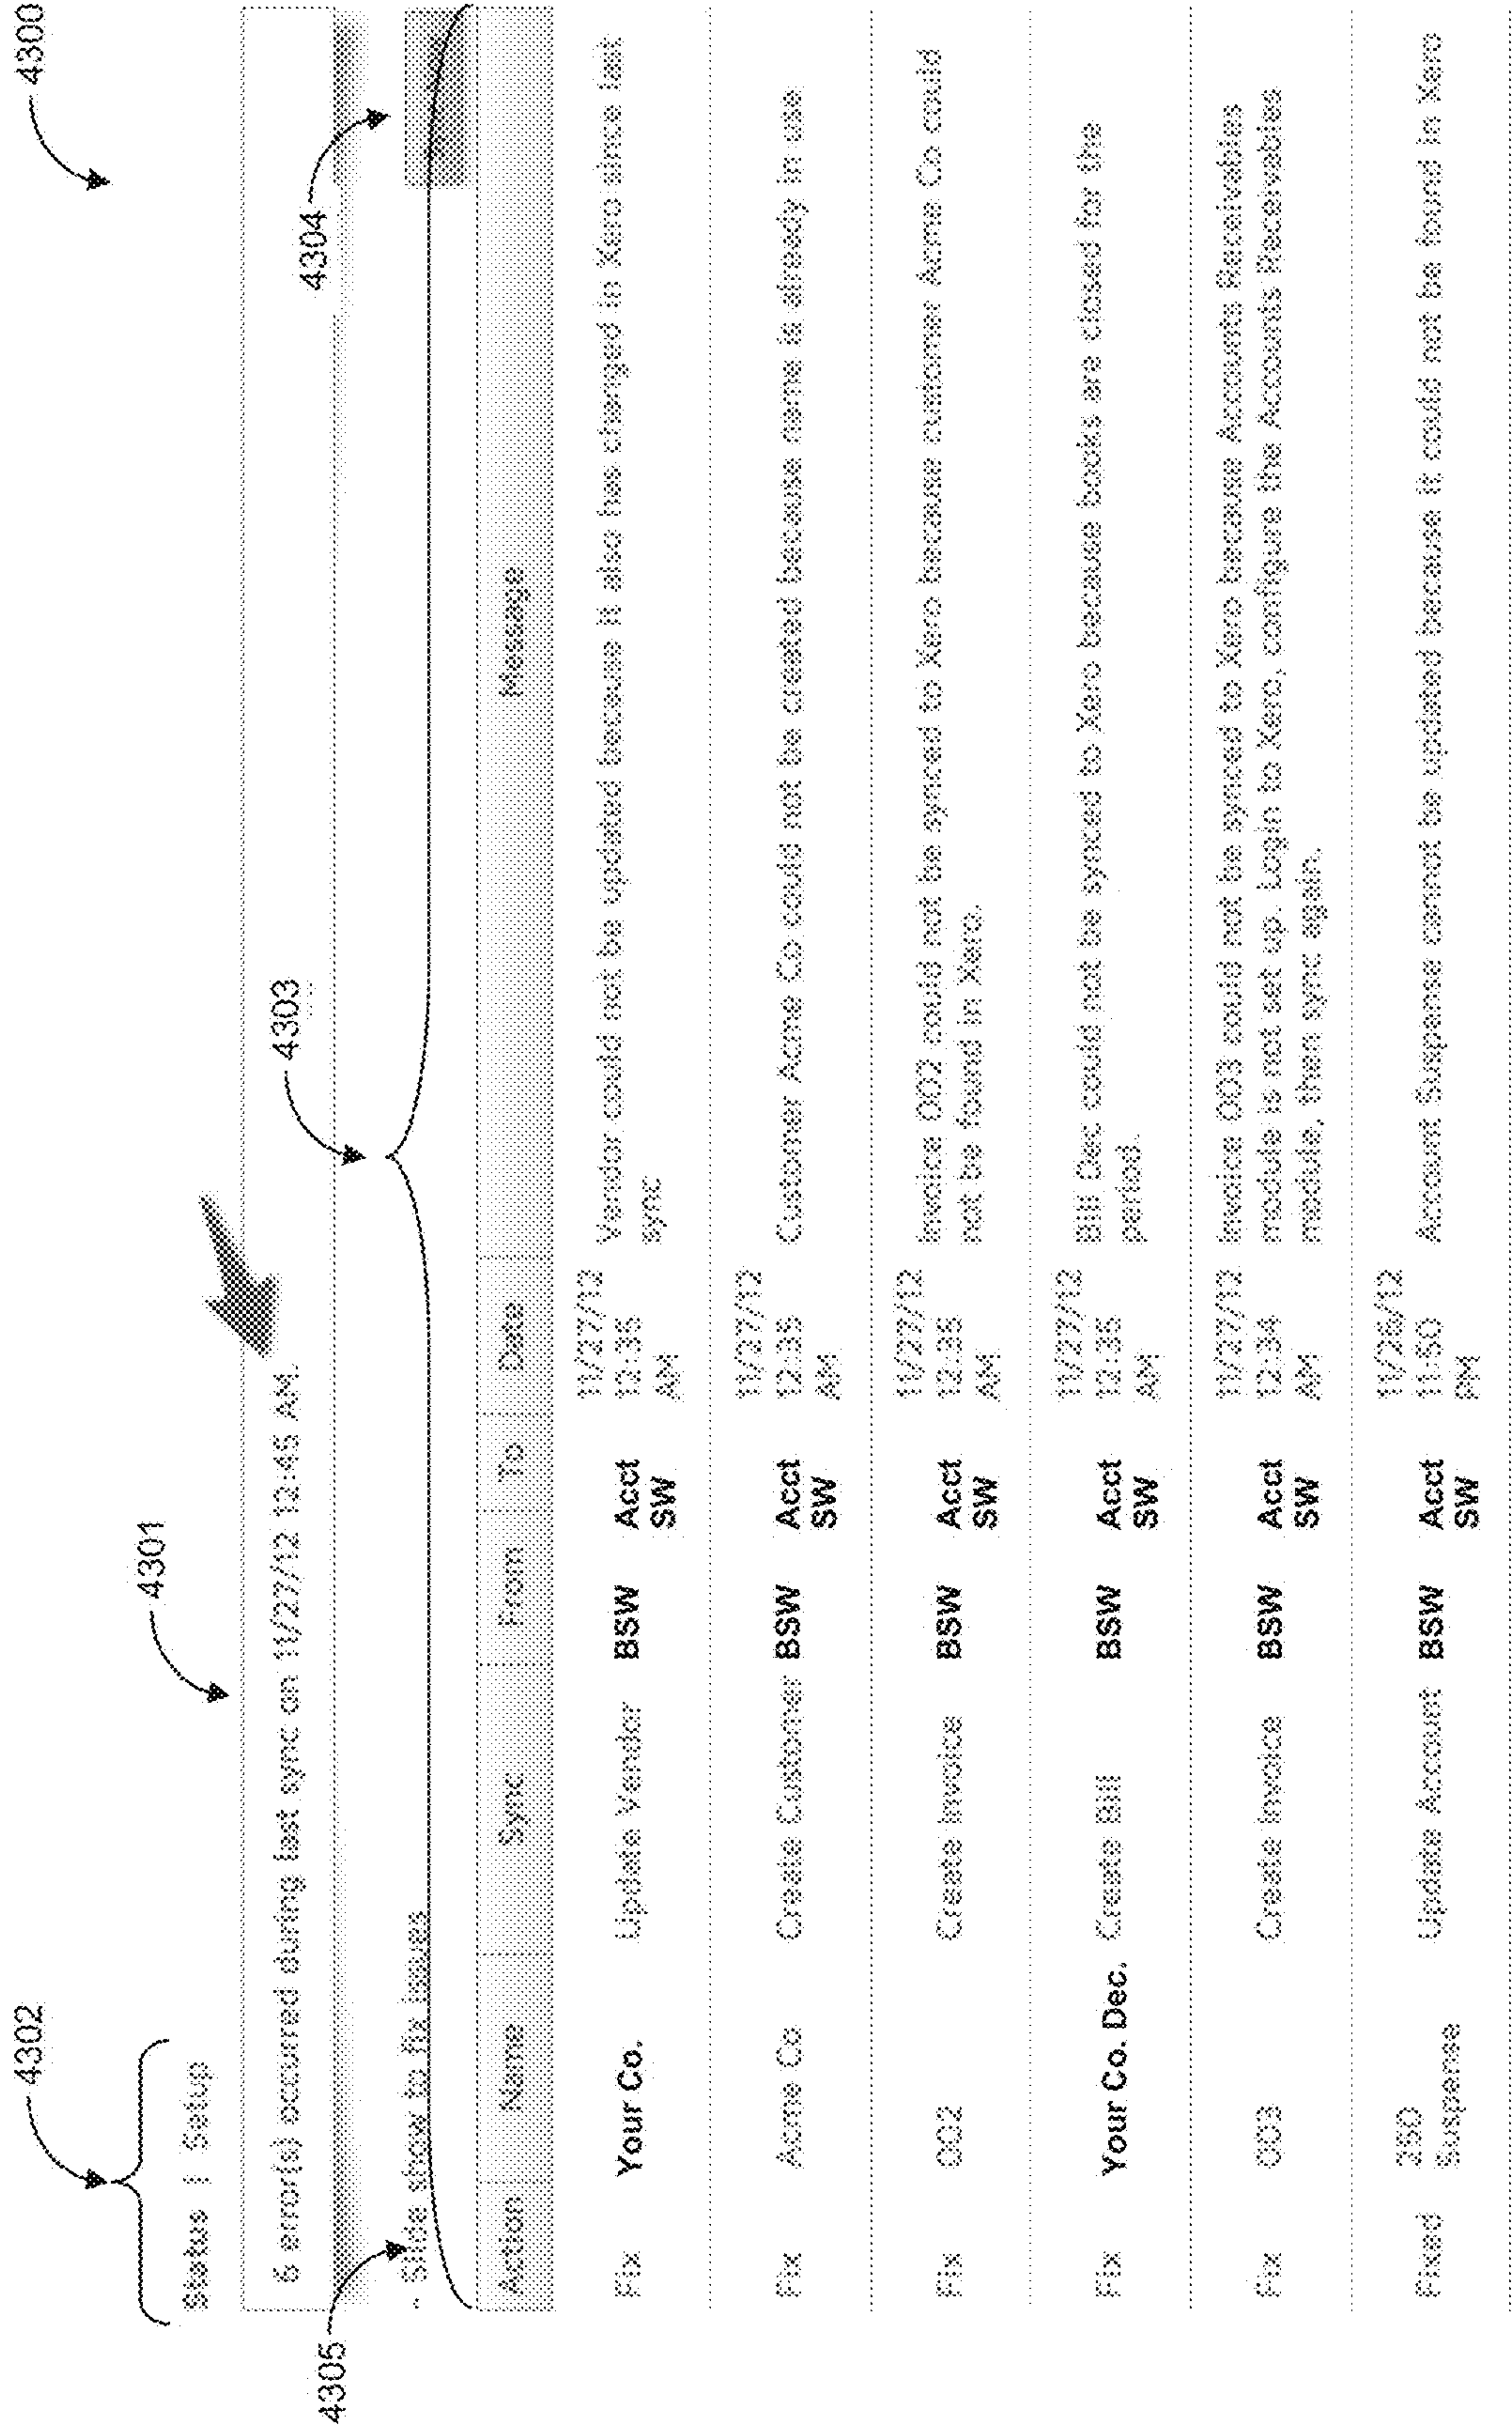 4300
4302
4301
Status | Setup
6 error(s) occurred during last sync on 11/27/12 12:45 AM.
4303
4304
4305
- Slide show to fix issues
Action Name Sync From To Date Message
Fix Your Co. Update Vendor BSW Acct SW 11/27/12 12:35 AM Vendor could not be updated because it also has changed in Xero since last
sync
Fix Acme Co Create Customer BSW Acct SW 11/27/12 12:35 AM Customer Acme Co could not be created because name is already in use
Fix 002 Create Invoice BSW Acct SW 11/27/12 12:35 AM Invoice 002 could not be synced to Xero because customer Acme Co could
not be found in Xero.
Fix Your Co. Dec. Create Bill BSW Acct SW 11/27/12 12:35 AM Bill Dec could not be synced to Xero because books are closed for the
period.
Fix 003 Create Invoice BSW Acct SW 11/27/12 12:34 AM Invoice 003 could not be synced to Xero because Accounts Receivables
module is not set up. Login to Xero, configure the Accounts Receivables
module, then sync again.
Fixed 250 Suspense Update Account BSW Acct SW 11/26/12 11:50 PM Account Suspense cannot be updated because it could not be found in Xero